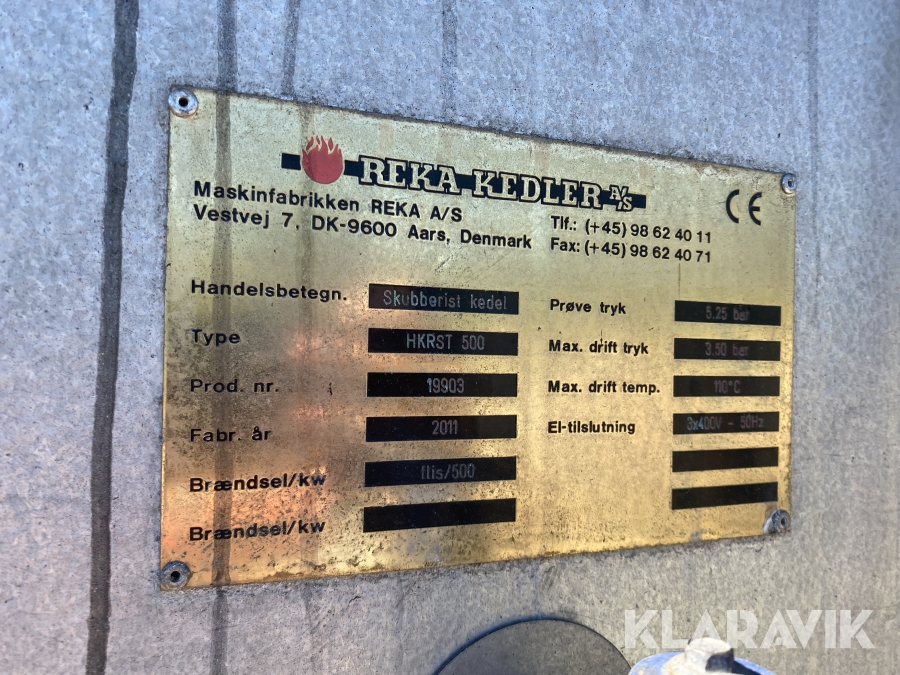 REKA KEDLER A/S
Maskinfabrikken REKA A/S
Vestvej 7, DK-9600 Aars, Denmark
Tlf.: (+45) 98 62 40 11
Fax: (+45) 98 62 40 71
CE
Handelsbetegn. Skubberist kedel
Type HKRST 500
Prod. nr. 19903
Fabr. år 2011
Brændsel/kw flis/500
Brændsel/kw
Prøve tryk 5.25 bar
Max. drift tryk 3.50 bar
Max. drift temp. 110°C
El-tilslutning 3x400V - 50Hz
KLARAVIK